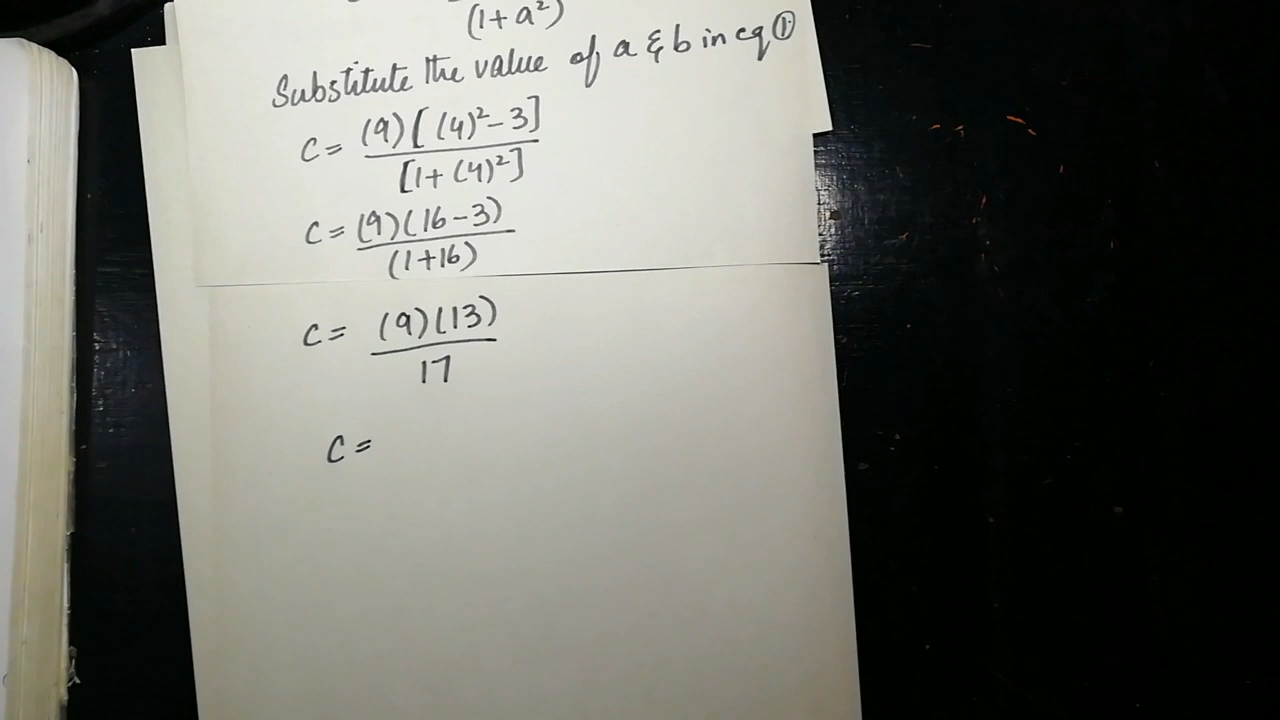 (1+a²)
Substitute the value of a & b in eq ①
C = (9)[(4)²-3]
[1+(4)²]
C = (9)(16-3)
(1+16)
C = (9)(13)
17
C =